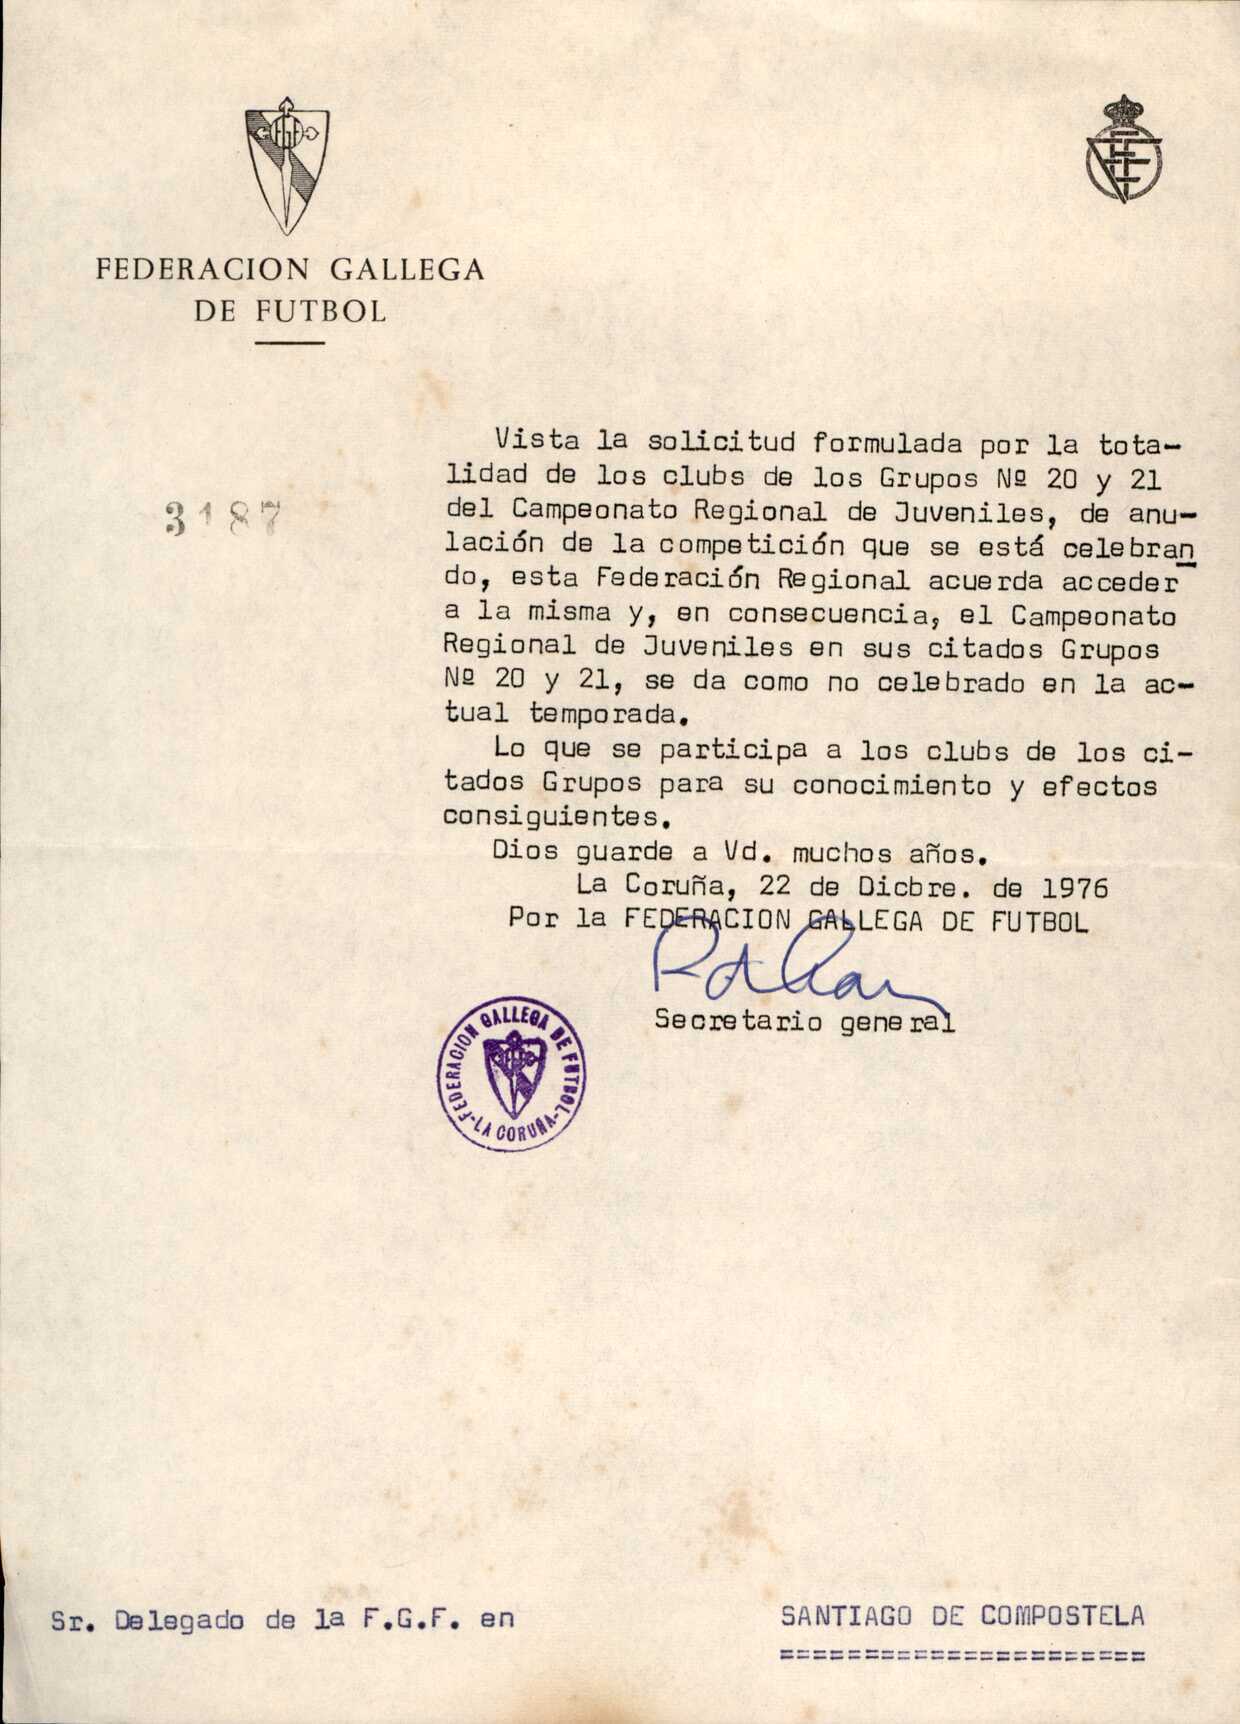 FEDERACION GALLEGA
DE FUTBOL
3187
Vista la solicitud formulada por la tota-
lidad de los clubs de los Grupos Nº 20 y 21
del Campeonato Regional de Juveniles, de anu-
lación de la competición que se está celebran
do, esta Federación Regional acuerda acceder
a la misma y, en consecuencia, el Campeonato
Regional de Juveniles en sus citados Grupos
Nº 20 y 21, se da como no celebrado en la ac-
tual temporada.
Lo que se participa a los clubs de los ci-
tados Grupos para su conocimiento y efectos
consiguientes.
Dios guarde a Vd. muchos años.
La Coruña, 22 de Dicbre. de 1976
Por la FEDERACION GALLEGA DE FUTBOL
Secretario general
FEDERACION GALLEGA DE FUTBOL
-LA CORUÑA-
Sr. Delegado de la F.G.F. en SANTIAGO DE COMPOSTELA